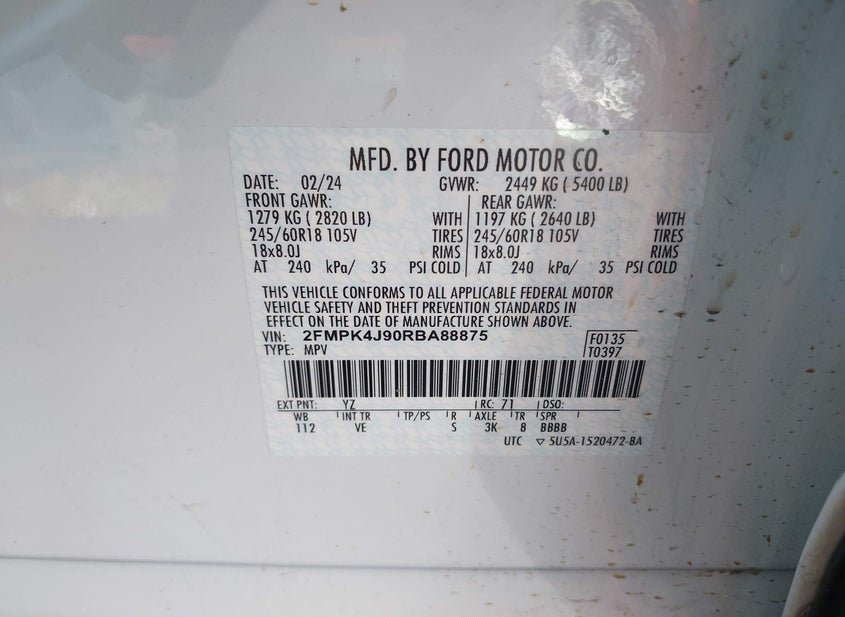 MFD. BY FORD MOTOR CO.
DATE: 02/24 GVWR: 2449 KG ( 5400 LB)
FRONT GAWR: REAR GAWR:
1279 KG ( 2820 LB) WITH 1197 KG ( 2640 LB) WITH
245/60R18 105V TIRES 245/60R18 105V TIRES
18x8.0J RIMS 18x8.0J RIMS
AT 240 kPa/ 35 PSI COLD AT 240 kPa/ 35 PSI COLD
THIS VEHICLE CONFORMS TO ALL APPLICABLE FEDERAL MOTOR
VEHICLE SAFETY AND THEFT PREVENTION STANDARDS IN
EFFECT ON THE DATE OF MANUFACTURE SHOWN ABOVE.
VIN: 2FMPK4J90RBA88875 F0135
TYPE: MPV T0397
EXT PNT: YZ RC: 71 DSO:
WB INT TR TP/PS R AXLE TR SPR
112 VE S 3K 8 BBBB
UTC ▽ 5U5A-1520472-BA